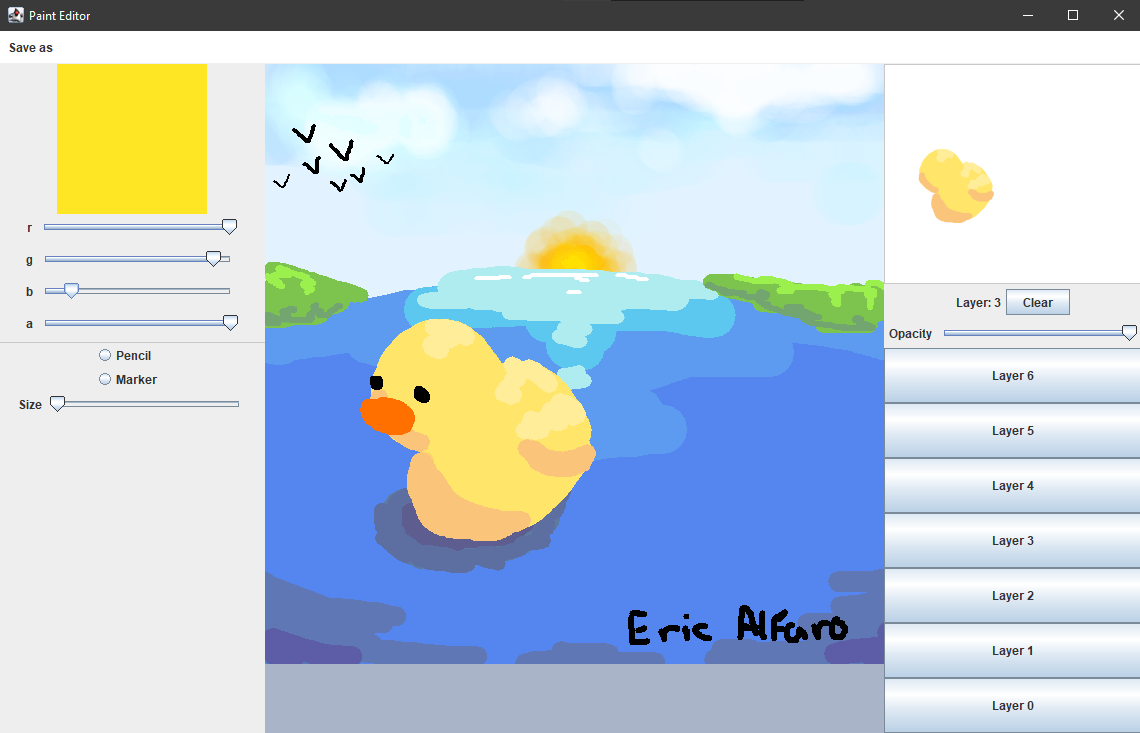 Paint Editor
Save as
r
g
b
a
Pencil
Marker
Size
Eric Alfaro
Layer: 3 Clear
Opacity
Layer 6
Layer 5
Layer 4
Layer 3
Layer 2
Layer 1
Layer 0